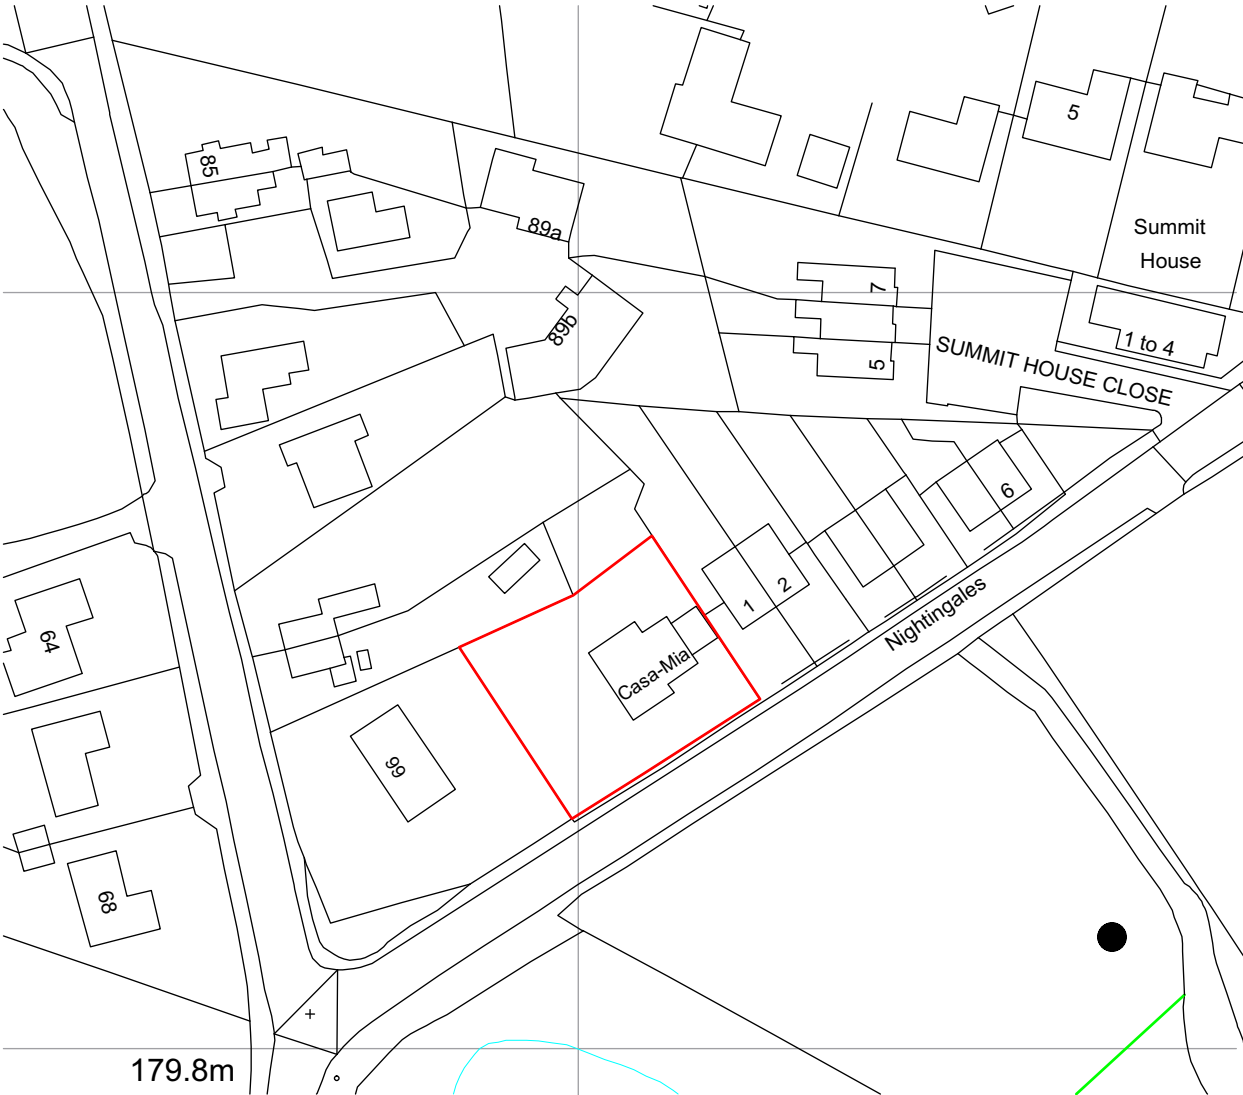 5
85
Summit
House
89a
7
89b
1 to 4
SUMMIT HOUSE CLOSE
5
6
2
1
Nightingales
64
Casa-Mia
99
68
179.8m